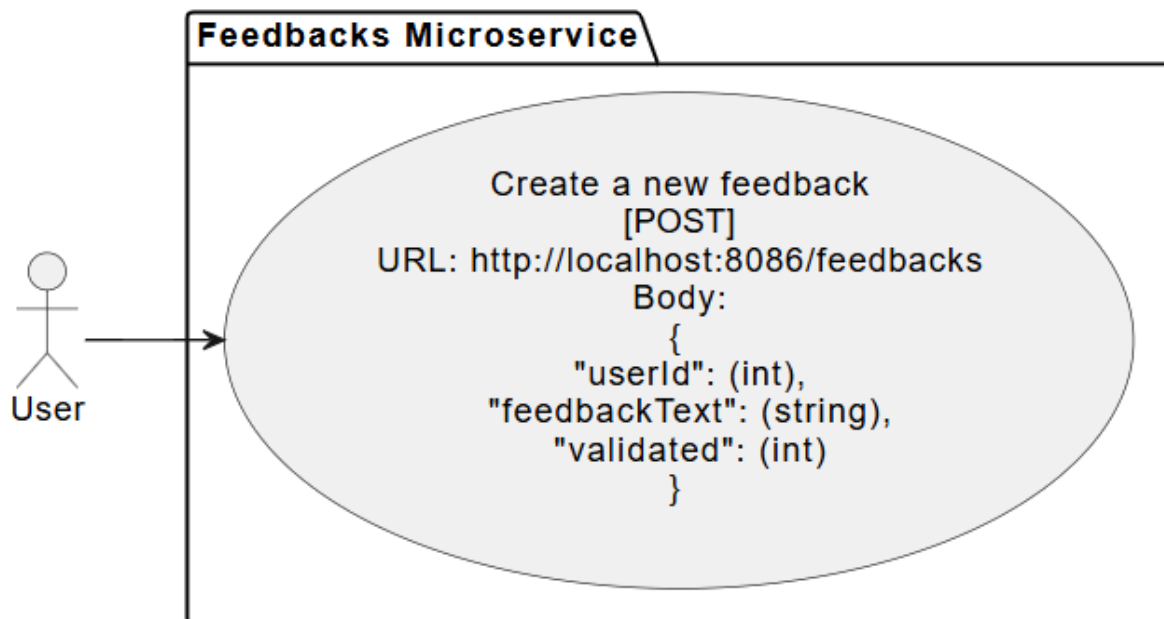 Feedbacks Microservice
Create a new feedback
[POST]
URL: http://localhost:8086/feedbacks
Body:
{
"userId": (int),
"feedbackText": (string),
"validated": (int)
}
User